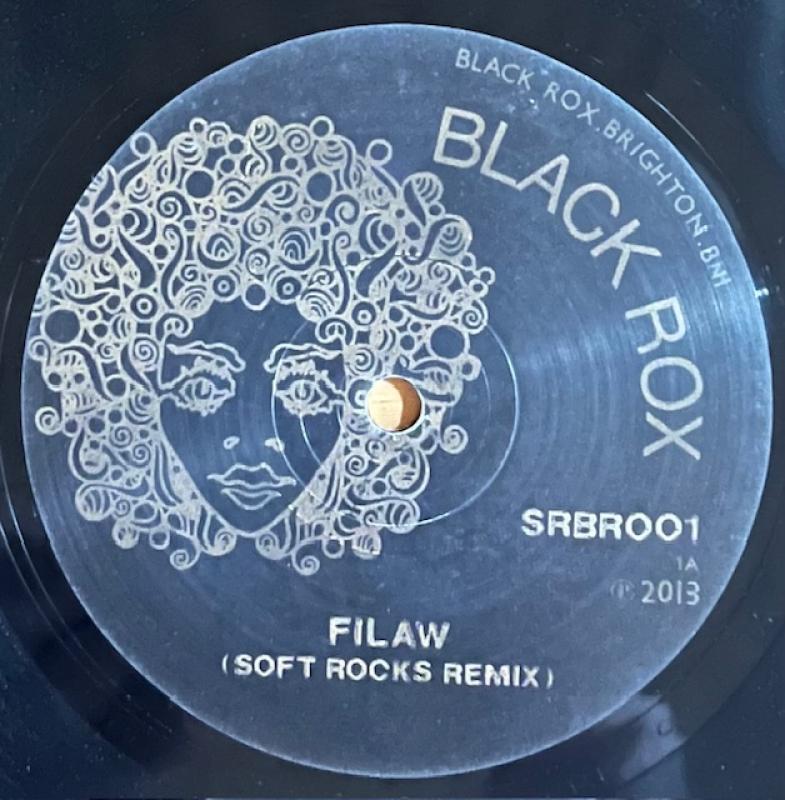 BLACK ROX.BRIGHTON.BN1
BLACK ROX
SRBR001
1A
℗ 2013
FILAW
(SOFT ROCKS REMIX)